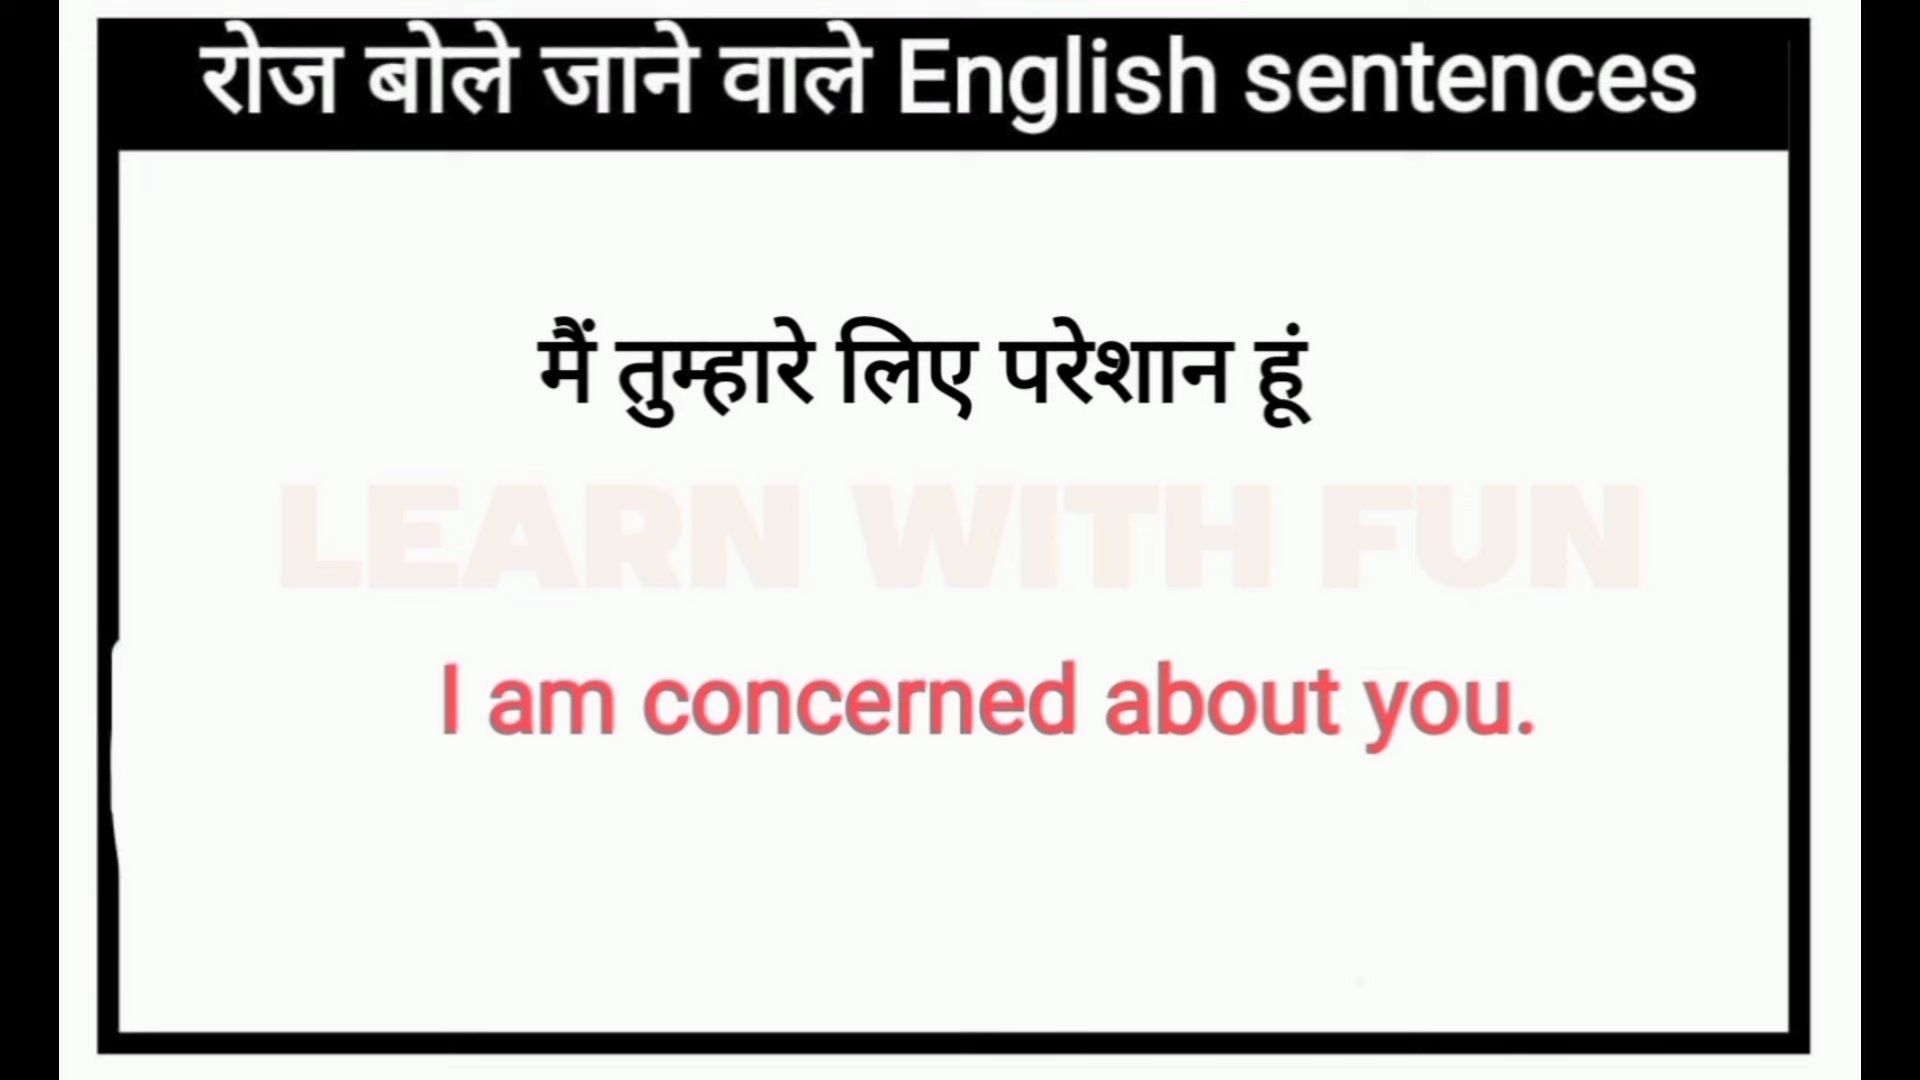 रोज बोले जाने वाले English sentences
मैं तुम्हारे लिए परेशान हूं
LEARN WITH FUN
I am concerned about you.